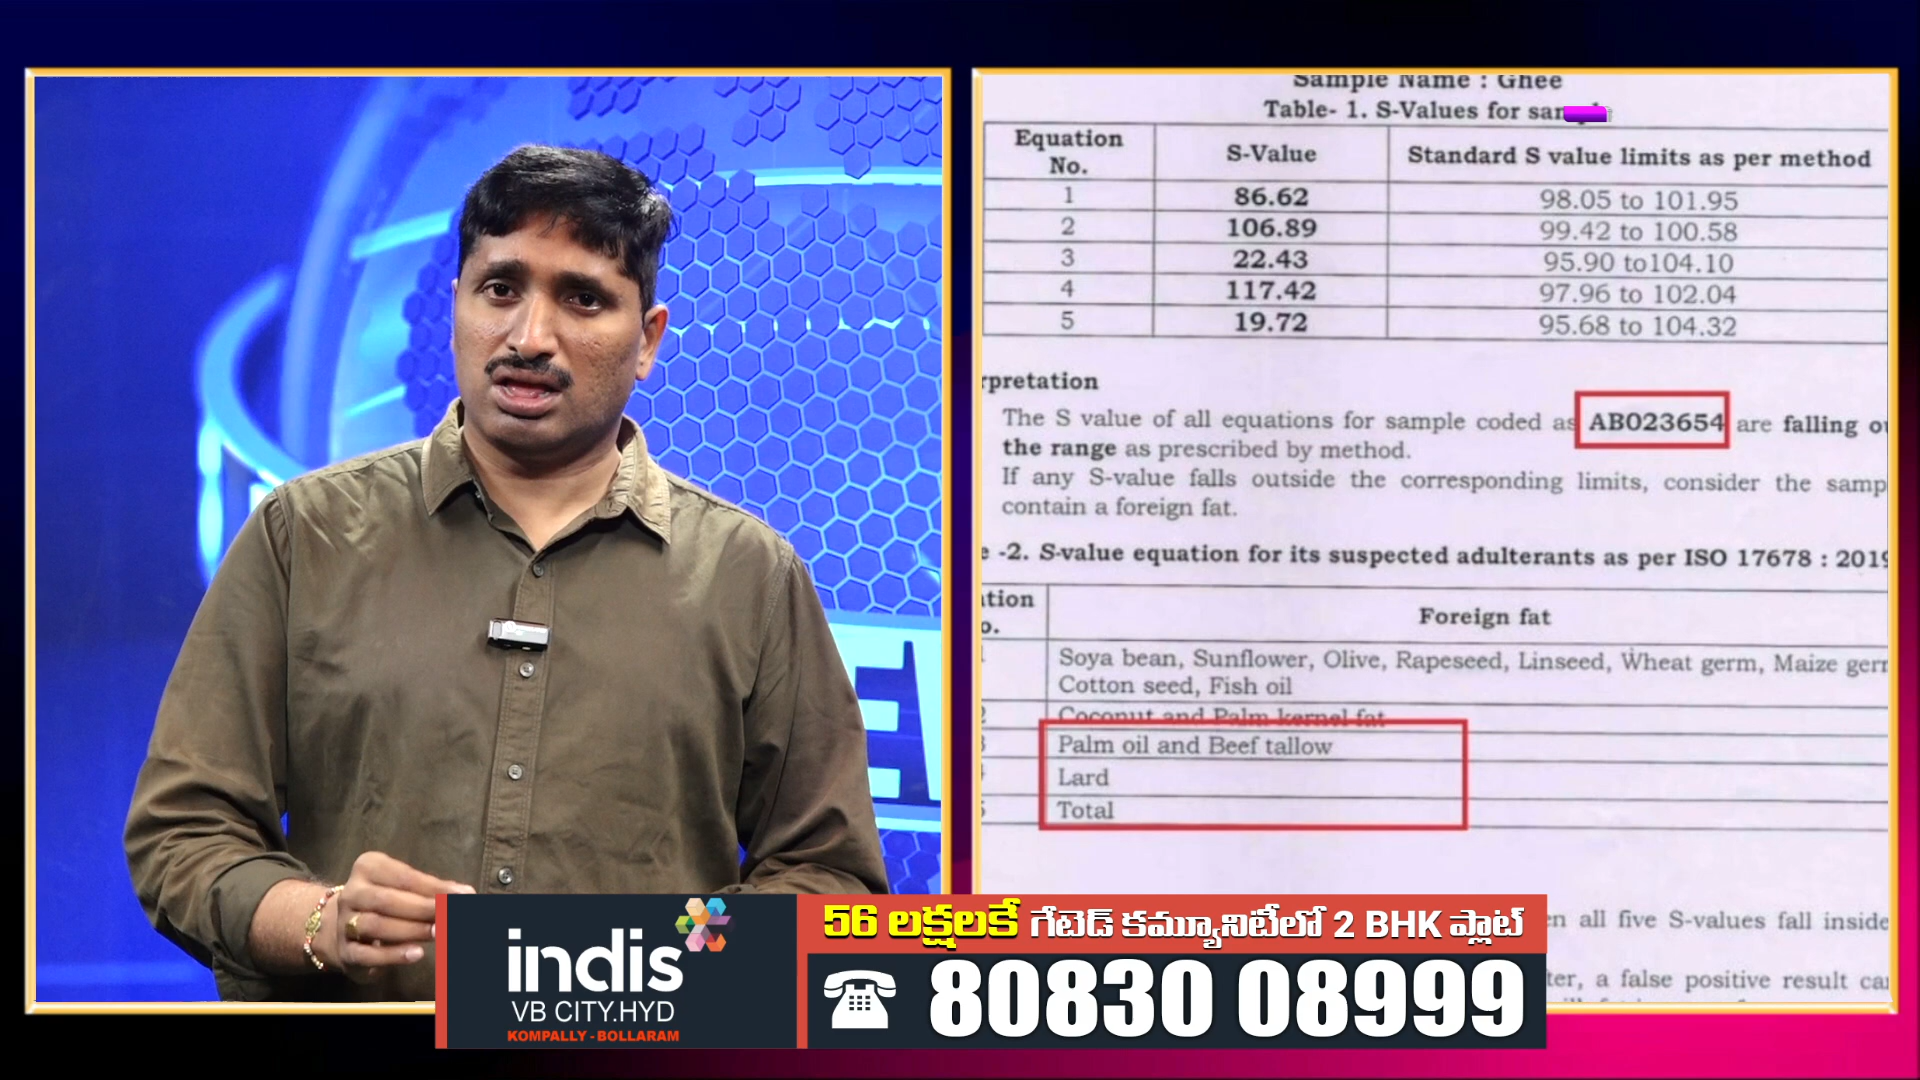 Sample Name : Ghee
Table- 1. S-Values for
Equation No.
S-Value
Standard S value limits as per method
1
86.62
98.05 to 101.95
2
106.89
99.42 to 100.58
3
22.43
95.90 to104.10
4
117.42
97.96 to 102.04
5
19.72
95.68 to 104.32
rpretation
The S value of all equations for sample coded as AB023654 are falling
the range as prescribed by method.
If any S-value falls outside the corresponding limits, consider the samp
contain a foreign fat.
-2. S-value equation for its suspected adulterants as per ISO 17678 : 2019
Foreign fat
Soya bean, Sunflower, Olive, Rapeseed, Linseed, Wheat germ, Maize ger
Cotton seed, Fish oil
Coconut and Palm kernel fat
Palm oil and Beef tallow
Lard
Total
all five S-values fall inside
a false positive result
indis
VB CITY.HYD
KOMPALLY - BOLLARAM
56 లక్షలకే గేటెడ్ కమ్యూనిటీలో 2 BHK ప్లాట్
80830 08999